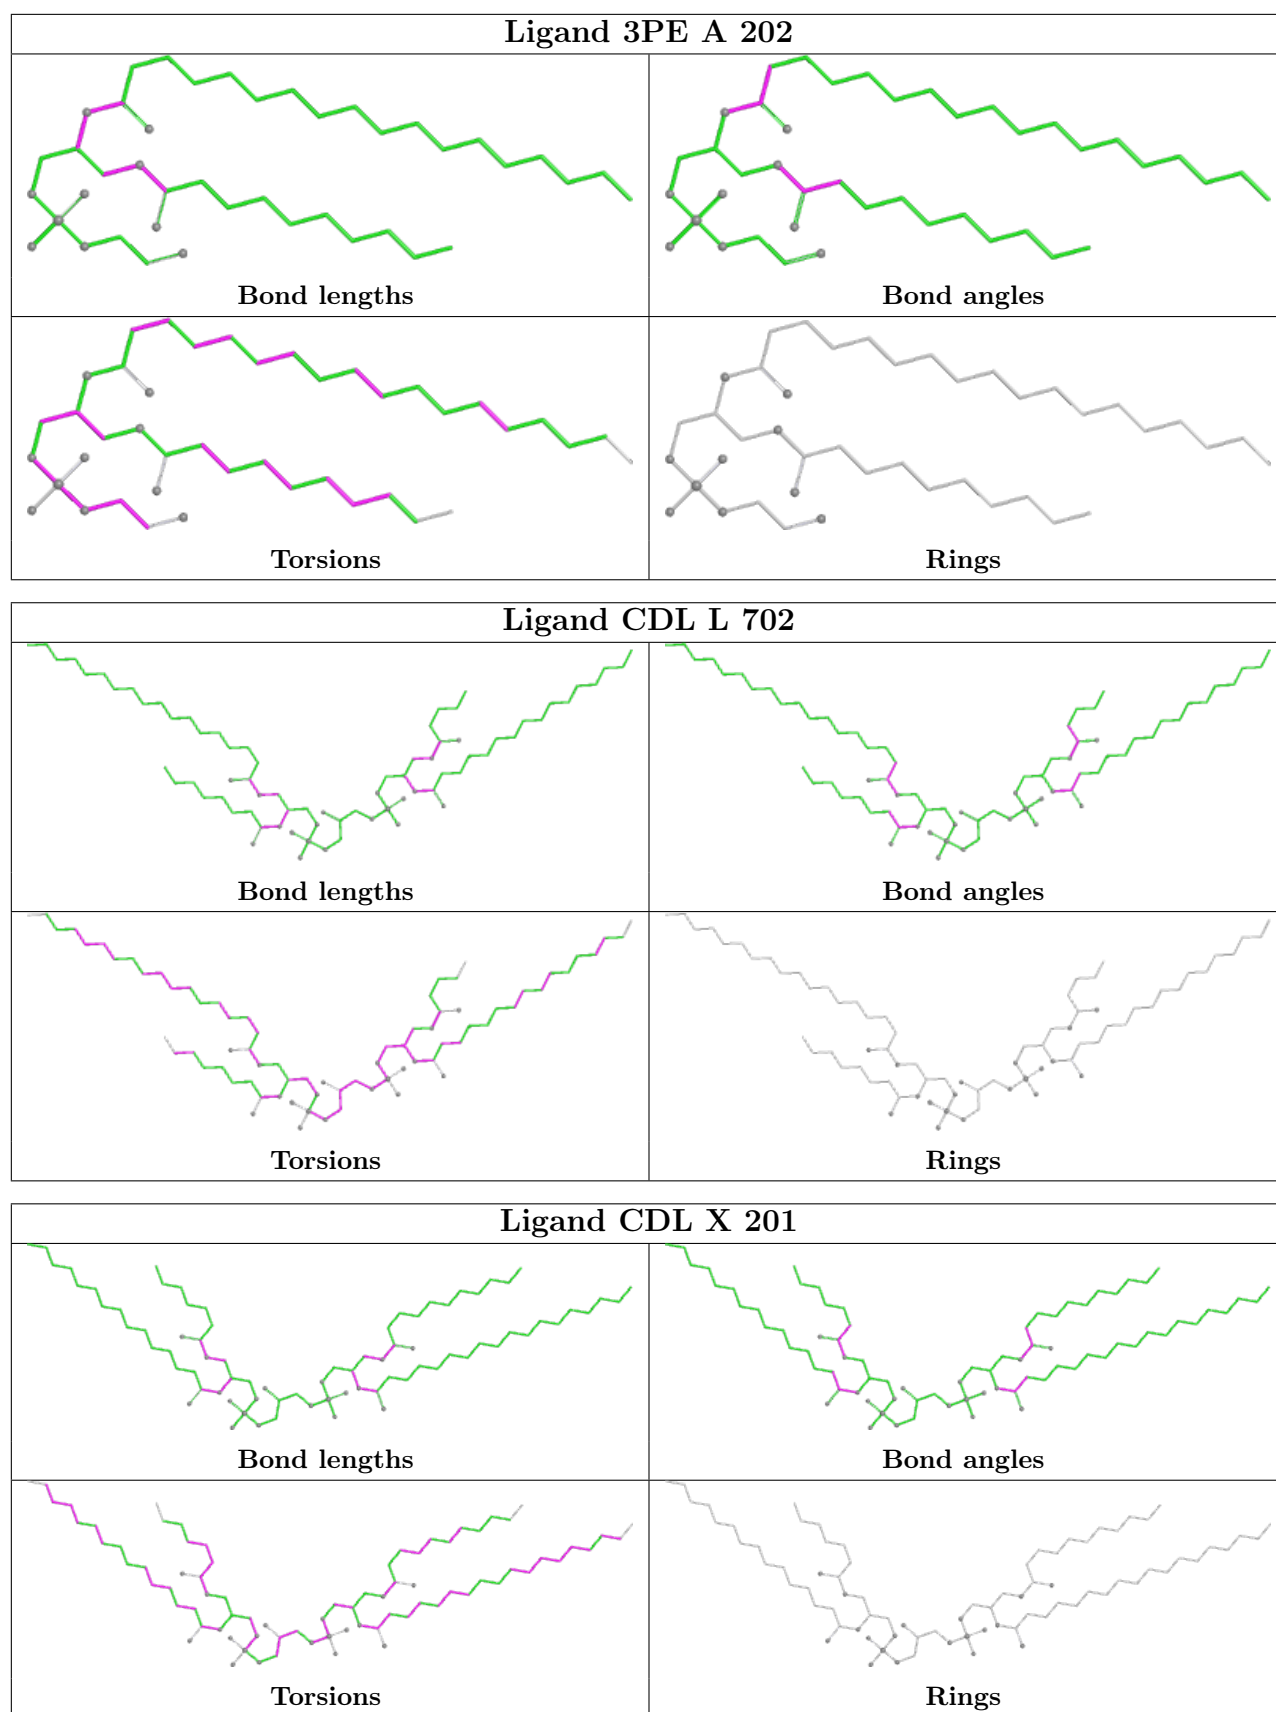 Ligand 3PE A 202
Bond lengths
Bond angles
Torsions
Rings
Ligand CDL L 702
Bond lengths
Bond angles
Torsions
Rings
Ligand CDL X 201
Bond lengths
Bond angles
Torsions
Rings